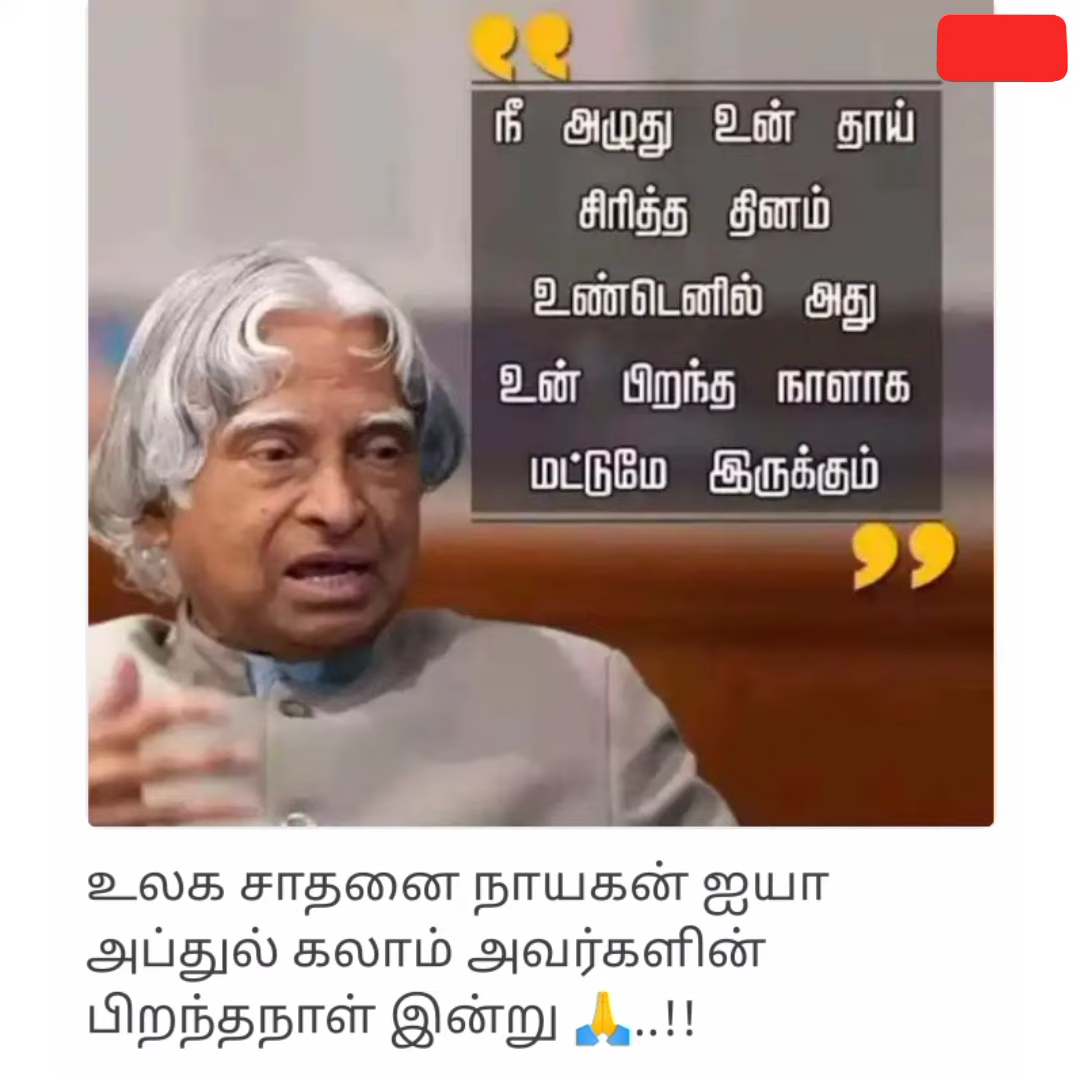 நீ அழுது உன் தாய்
சிரித்த தினம்
உண்டெனில் அது
உன் பிறந்த நாளாக
மட்டுமே இருக்கும்
உலக சாதனை நாயகன் ஐயா
அப்துல் கலாம் அவர்களின்
பிறந்தநாள் இன்று 🙏..!!